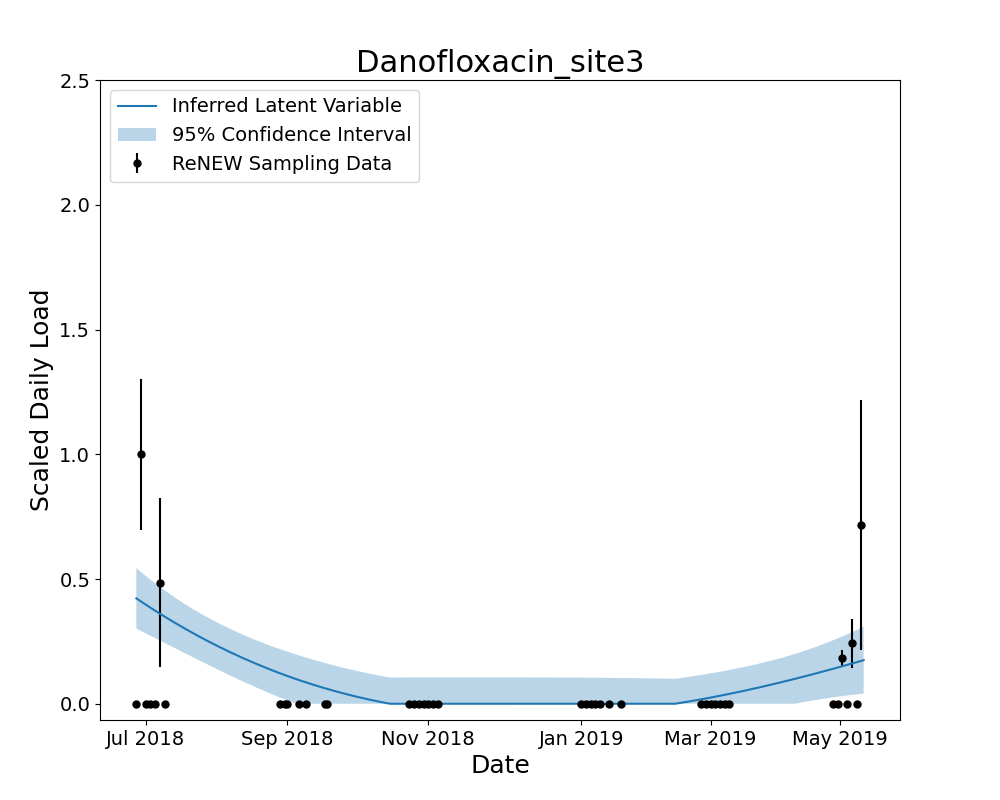 Danofloxacin_site3
2.5
2.0
1.5
1.0
0.5
0.0
Scaled Daily Load
Inferred Latent Variable
95% Confidence Interval
ReNEW Sampling Data
Jul 2018
Sep 2018
Nov 2018
Jan 2019
Mar 2019
May 2019
Date